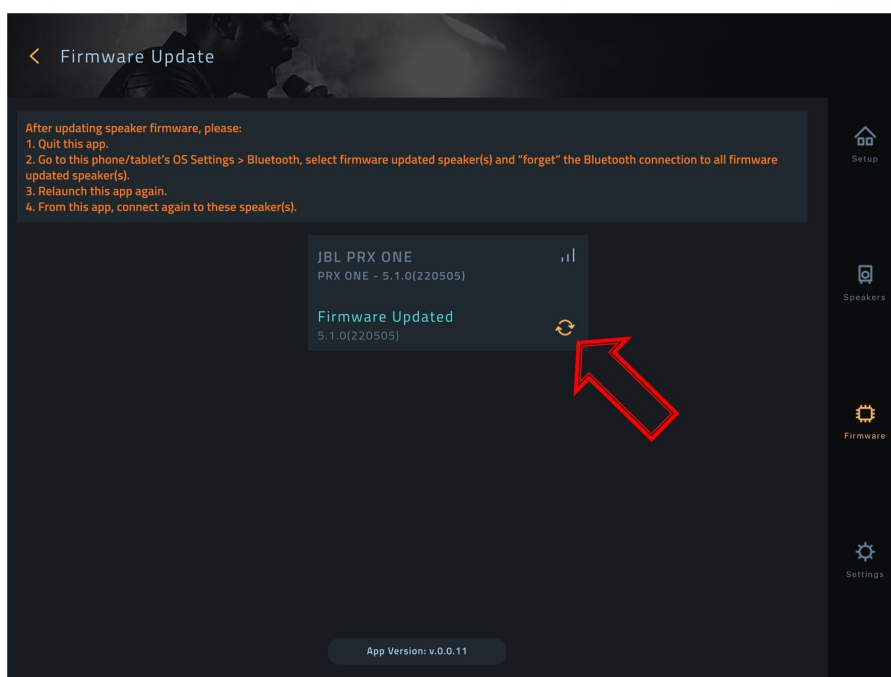 Firmware Update
After updating speaker firmware, please:
1. Quit this app.
2. Go to this phone/tablet's OS Settings > Bluetooth, select firmware updated speaker(s) and “forget” the Bluetooth connection to all firmware
updated speaker(s).
3. Relaunch this app again.
4. From this app, connect again to these speaker(s).
Setup
JBL PRX ONE
PRX ONE - 5.1.0(220505)
Speakers
Firmware Updated
5.1.0(220505)
Firmware
Settings
App Version: v.0.0.11